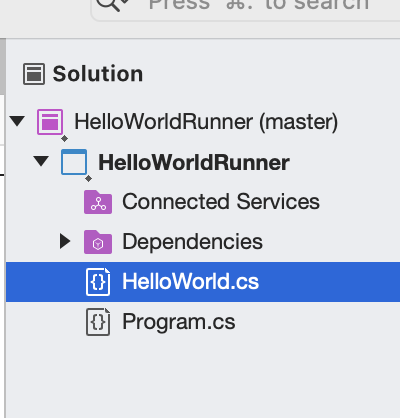 Press ⌘. to search
Solution
HelloWorldRunner (master)
HelloWorldRunner
Connected Services
Dependencies
HelloWorld.cs
Program.cs